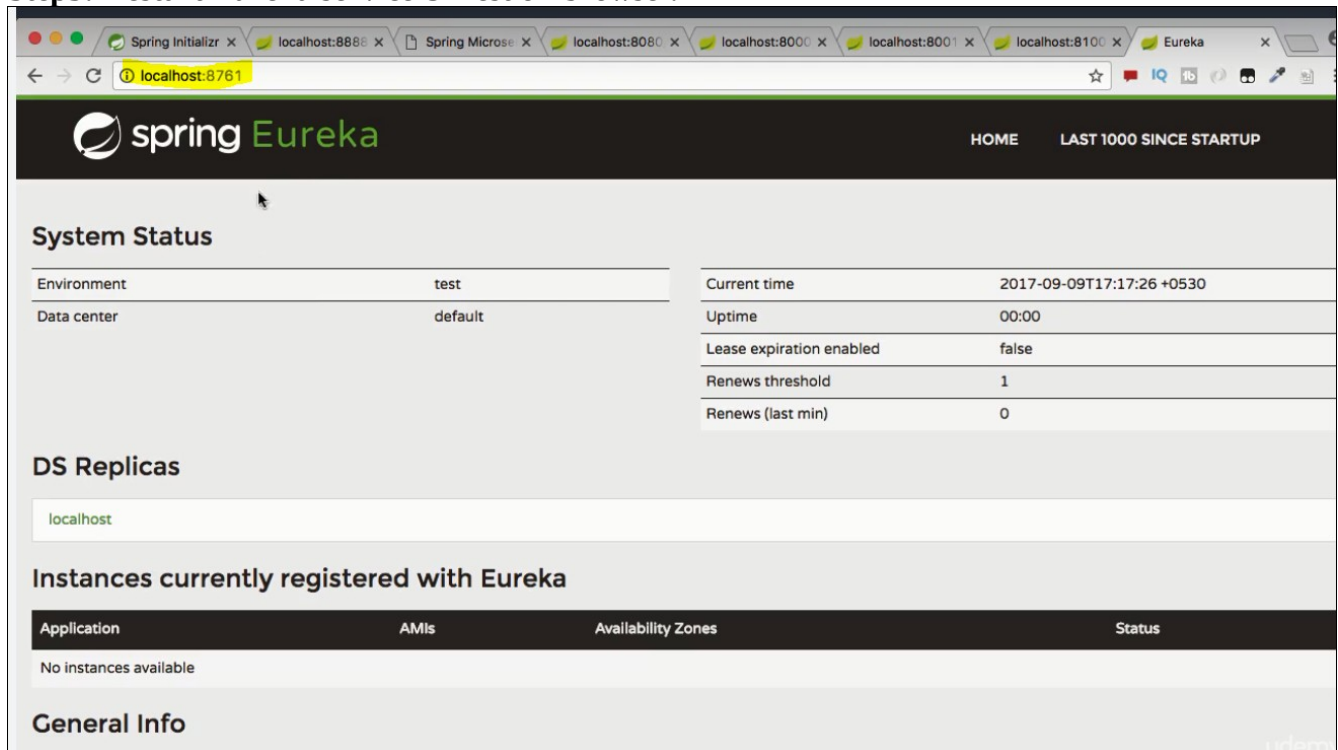 Spring Initializr
localhost:8888
Spring Microse
localhost:8080
localhost:8000
localhost:8001
localhost:8100
Eureka
localhost:8761
IQ
spring Eureka
HOME
LAST 1000 SINCE STARTUP
System Status
Environment test
Data center default
Current time 2017-09-09T17:17:26 +0530
Uptime 00:00
Lease expiration enabled false
Renews threshold 1
Renews (last min) 0
DS Replicas
localhost
Instances currently registered with Eureka
Application AMIs Availability Zones Status
No instances available
General Info
udemy